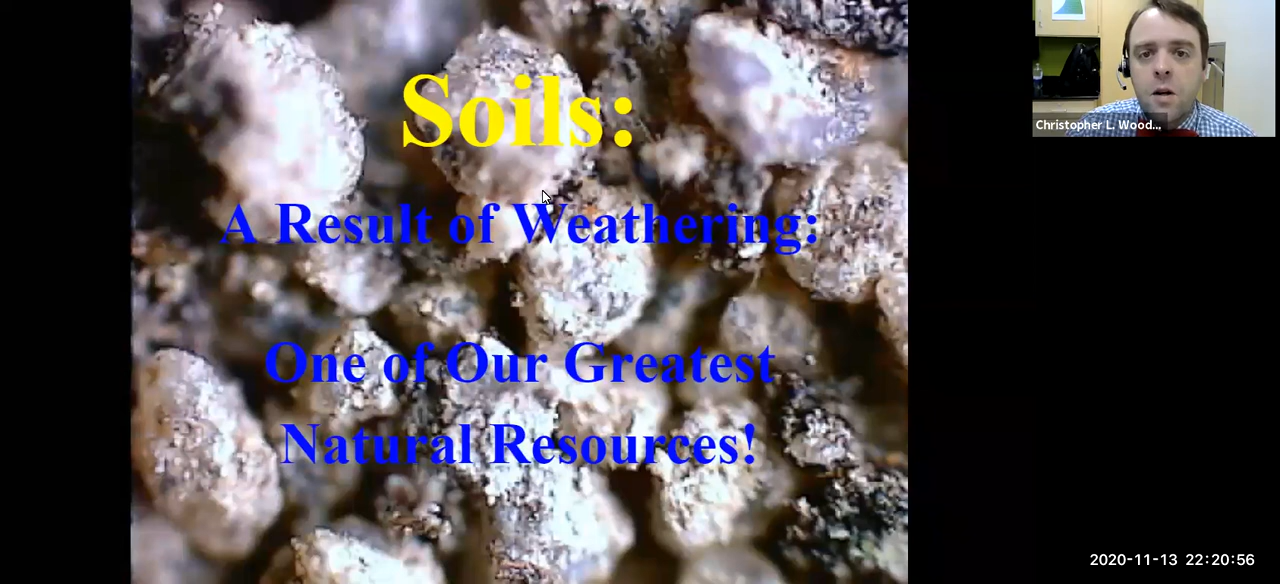 Soils:
A Result of Weathering:
One of Our Greatest
Natural Resources!
Christopher L. Wood...
2020-11-13 22:20:56